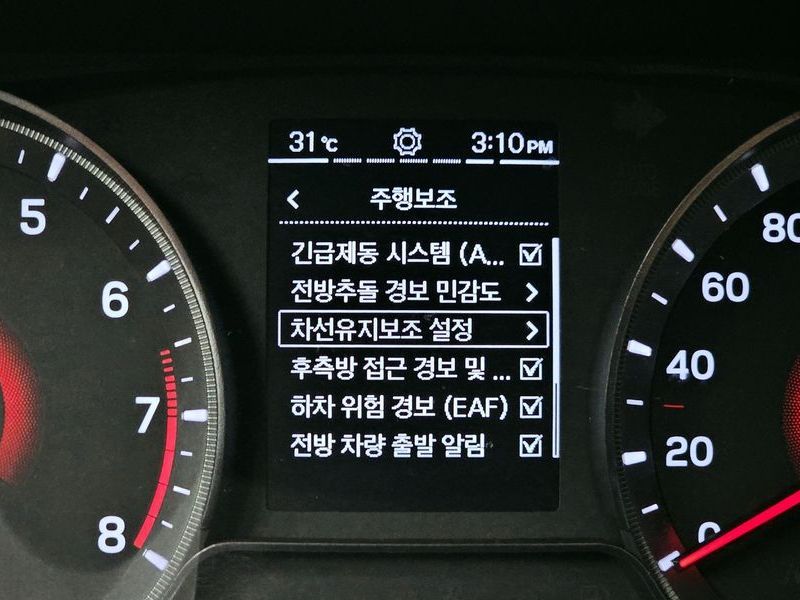 31℃ 3:10PM
주행보조
긴급제동 시스템 (A...
전방추돌 경보 민감도
차선유지보조 설정
후측방 접근 경보 및 ...
하차 위험 경보 (EAF)
전방 차량 출발 알림
5
6
7
8
80
60
40
20
0